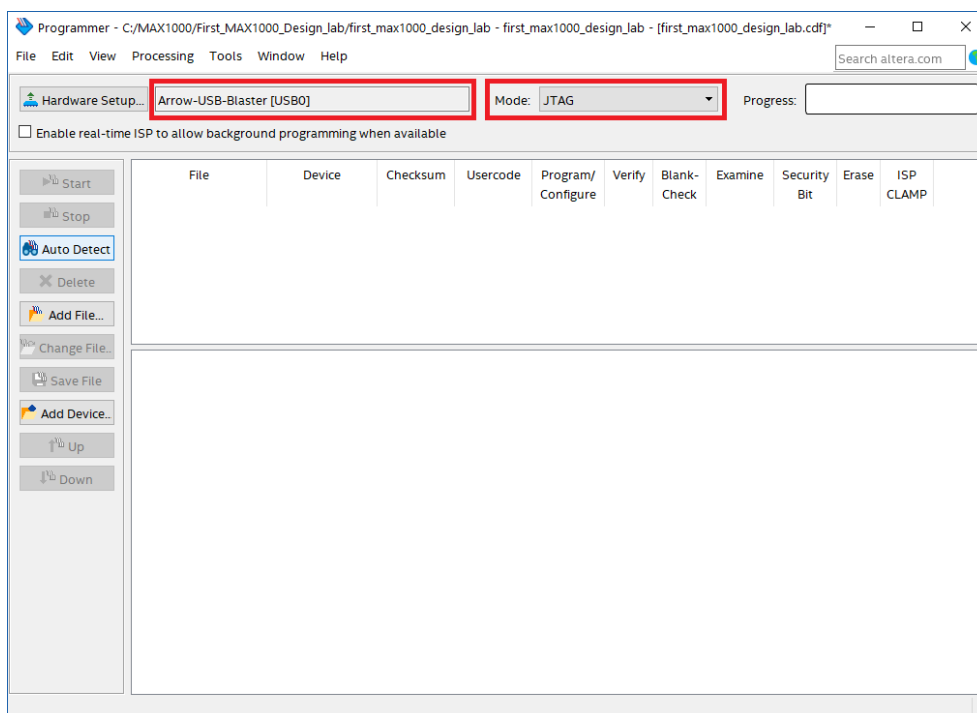 Programmer - C:/MAX1000/First_MAX1000_Design_lab/first_max1000_design_lab - first_max1000_design_lab - [first_max1000_design_lab.cdf]*
File Edit View Processing Tools Window Help
Search altera.com
Hardware Setup... Arrow-USB-Blaster [USB0] Mode: JTAG Progress:
Enable real-time ISP to allow background programming when available
Start
Stop
Auto Detect
Delete
Add File...
Change File..
Save File
Add Device..
Up
Down
File Device Checksum Usercode Program/ Verify Blank- Examine Security Erase ISP
Configure Check Bit CLAMP